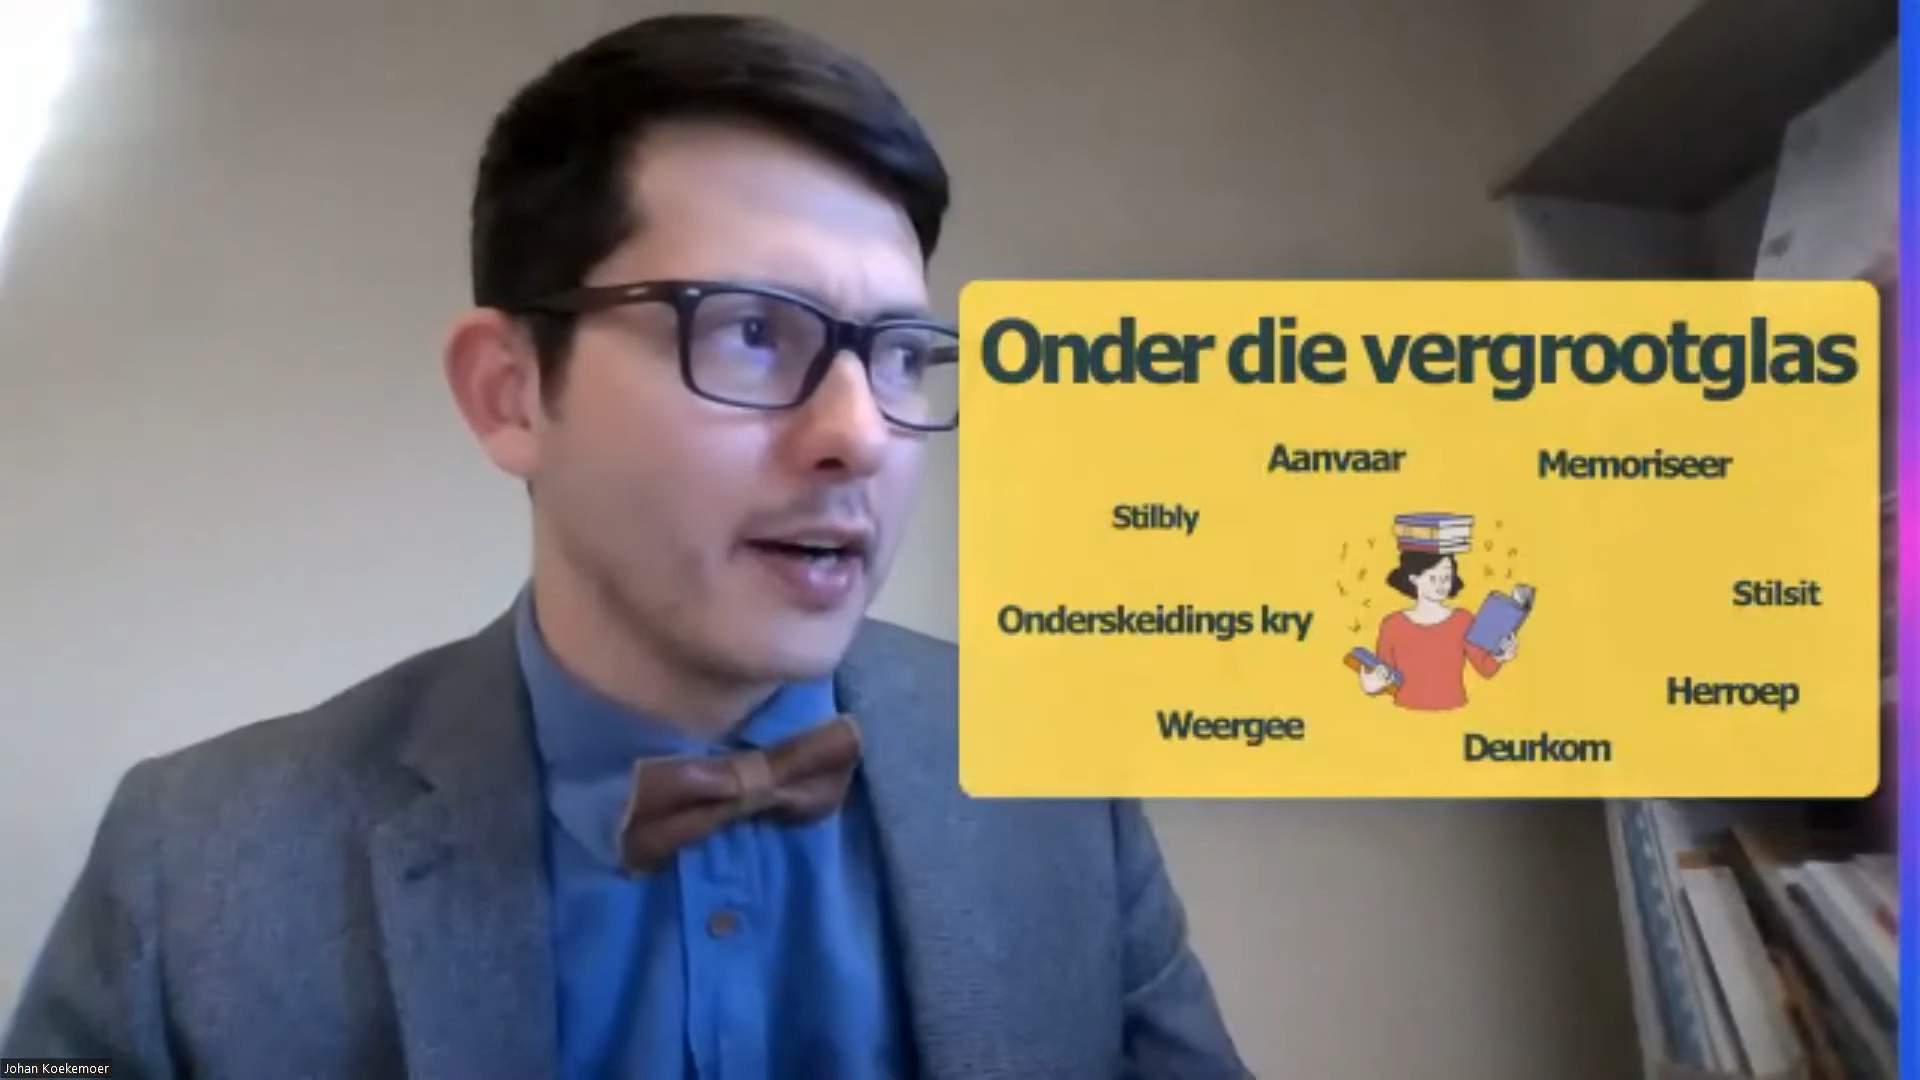 Onder die vergrootglas
Aanvaar
Memoriseer
Stilbly
Stilsit
Onderskeidings kry
Herroep
Weergee
Deurkom
Johan Koekemoer